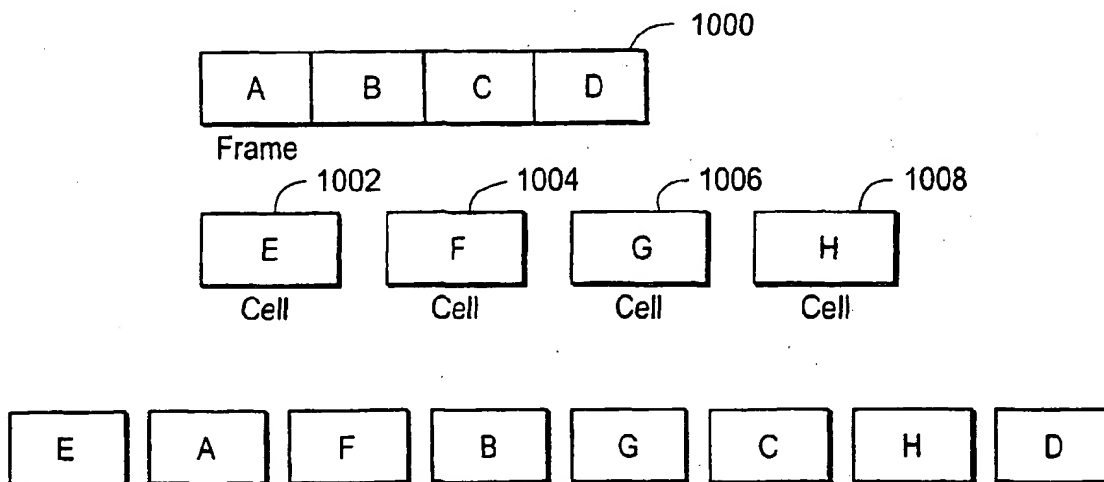 1000
A B C D
Frame
1002 1004 1006 1008
E F G H
Cell Cell Cell Cell
E A F B G C H D